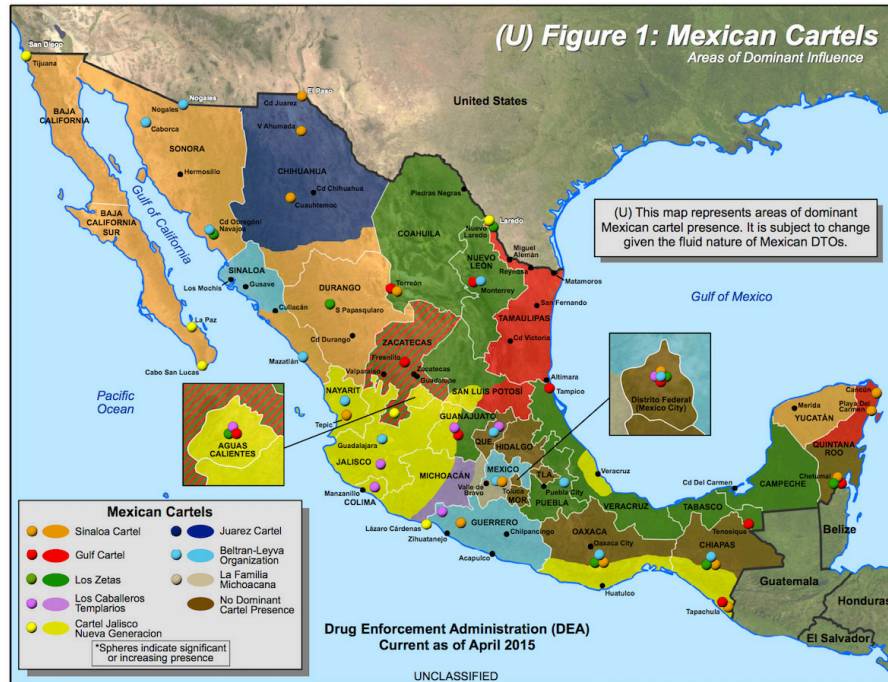 (U) Figure 1: Mexican Cartels
Areas of Dominant Influence
San Diego
Tijuana
BAJA
CALIFORNIA
Nogales
Nogales
Caborca
SONORA
Hermosillo
El Paso
Cd Juarez
V Ahumada
CHIHUAHUA
Cd Chihuahua
Cuauhtemoc
United States
Gulf of California
BAJA
CALIFORNIA
SUR
Cd Obregon/
Navajos
Piedras Negras
COAHUILA
Laredo
Nuevo
Laredo
NUEVO
LEON
Miguel
Alemán
Reynosa
Matamoros
(U) This map represents areas of dominant
Mexican cartel presence. It is subject to change
given the fluid nature of Mexican DTOs.
SINALOA
Los Mochis
Gusave
Culiacán
DURANGO
S Papasquiaro
Cd Durango
Torreón
Monterrey
San Fernando
TAMAULIPAS
Cd Victoria
Gulf of Mexico
La Paz
Cabo San Lucas
Mazatlán
ZACATECAS
Fresnillo
Valparaiso
Zacatecas
Guadalupe
SAN LUIS POTOSÍ
Altimara
Tampico
Pacific
Ocean
NAYARIT
Tepic
AGUAS
CALIENTES
Guadalajara
JALISCO
Manzanillo
COLIMA
GUANAJUATO
QUE
HIDALGO
Distrito Federal
(Mexico City)
Cancún
Playa Del
Carmen
Merida
YUCATÁN
QUINTANA
ROO
Chetumal
CAMPECHE
MICHOACÁN
MEXICO
Valle de
Bravo
Toluca
MOR
TLA
Puebla City
PUEBLA
Veracruz
VERACRUZ
Cd Del Carmen
TABASCO
Tenosique
Belize
Lázaro Cárdenas
Zihuatanejo
GUERRERO
Chilpancingo
Acapulco
OAXACA
Oaxaca City
Huatulco
CHIAPAS
Tapachula
Guatemala
Honduras
El Salvador
Mexican Cartels
Sinaloa Cartel
Juarez Cartel
Gulf Cartel
Beltran-Leyva
Organization
Los Zetas
La Familia
Michoacana
Los Caballeros
Templarios
No Dominant
Cartel Presence
Cartel Jalisco
Nueva Generacion
*Spheres indicate significant
or increasing presence
Drug Enforcement Administration (DEA)
Current as of April 2015
UNCLASSIFIED